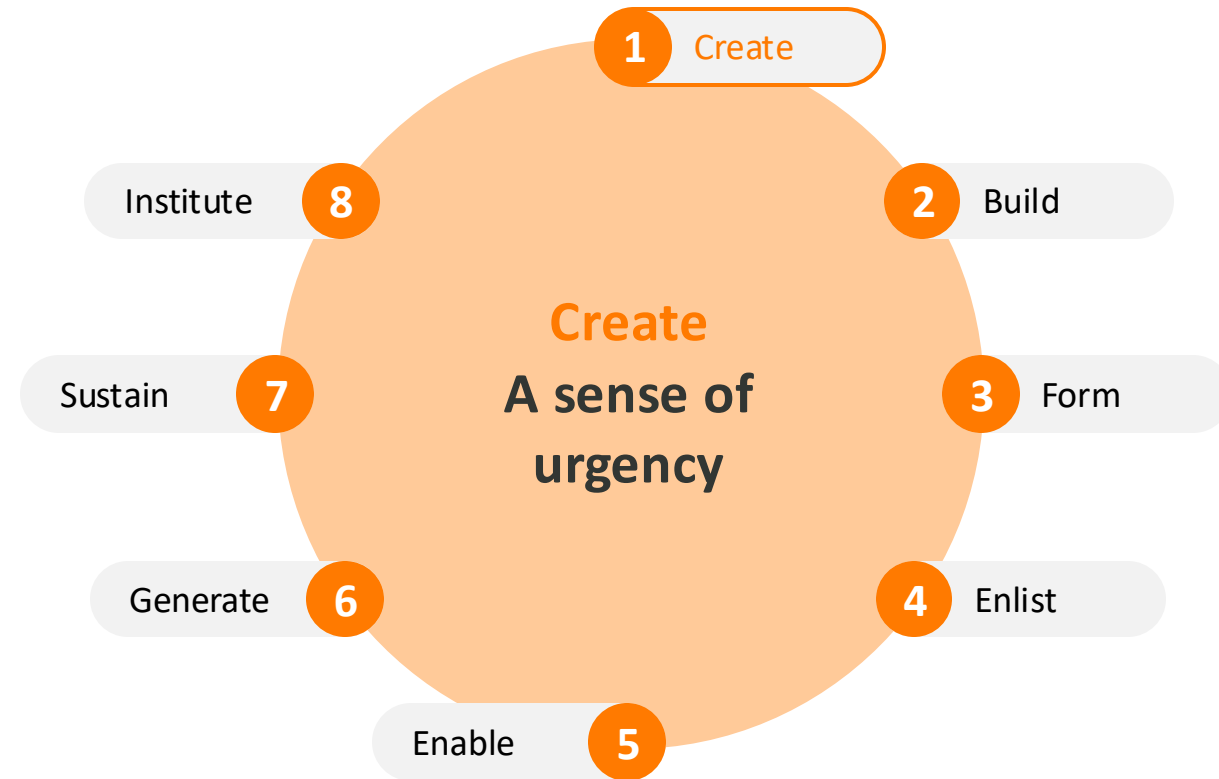 1 Create
2 Build
3 Form
4 Enlist
5 Enable
6 Generate
7 Sustain
8 Institute
Create
A sense of
urgency